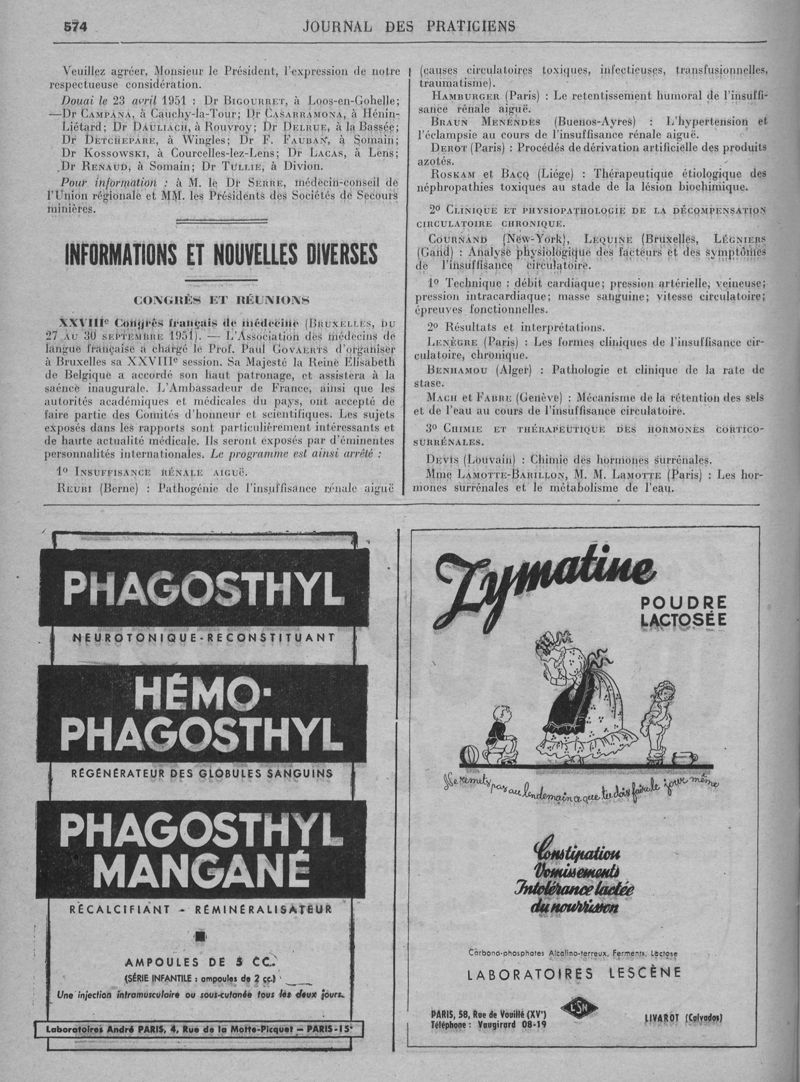 574
JOURNAL DES PRATICIENS
Veuillez agréer, Monsieur le Président, l'expression de notre
respectueuse considération.
Douai le 23 avril 1951 : Dr BIGOURRET, à Loos-en-Gohelle;
—Dr CAMPANA, à Cauchy-la-Tour; Dr CASARRAMONA, à Hénin-
Liétard; Dr DAULIACH, à Rouvroy; Dr DELRUE, à la Bassée;
Dr DETCHEPARE, à Wingles; Dr F. FAUBAN, à Somain;
Dr KOSSOWSKI, à Courcelles-lez-Lens; Dr LACAS, à Lens;
Dr RENAUD, à Somain; Dr TULLIE, à Divion.
Pour information : à M. le Dr SERRE, médecin-conseil de
l'Union régionale et MM. les Présidents des Sociétés de Secours
minières.
INFORMATIONS ET NOUVELLES DIVERSES
CONGRÈS ET RÉUNIONS
XXVIIIe Congrès français de médecine (BRUXELLES, DU
27 AU 30 SEPTEMBRE 1951). — L'Association des médecins de
langue française a chargé le Prof. Paul GOVAERTS d'organiser
à Bruxelles sa XXVIIIe session. Sa Majesté la Reine Elisabeth
de Belgique a accordé son haut patronage, et assistera à la
saénce inaugurale. L'Ambassadeur de France, ainsi que les
autorités académiques et médicales du pays, ont accepté de
faire partie des Comités d'honneur et scientifiques. Les sujets
exposés dans les rapports sont particulièrement intéressants et
de haute actualité médicale. Ils seront exposés par d'éminentes
personnalités internationales. Le programme est ainsi arrêté :
1º INSUFFISANCE RÉNALE AIGUË.
REUBI (Berne) : Pathogénie de l'insuffisance rénale aiguë
(causes circulatoires toxiques, infectieuses, transfusionnelles,
traumatisme).
HAMBURGER (Paris) : Le retentissement humoral de l'insuffi-
sance rénale aiguë.
BRAUN MENENDÈS (Buenos-Ayres) : L'hypertension et
l'éclampsie au cours de l'insuffisance rénale aiguë.
DEROT (Paris) : Procédés de dérivation artificielle des produits
azotés.
ROSKAM et BACQ (Liége) : Thérapeutique étiologique des
néphropathies toxiques au stade de la lésion biochimique.
2º CLINIQUE ET PHYSIOPATHOLOGIE DE LA DÉCOMPENSATION
CIRCULATOIRE CHRONIQUE.
COURNAND (New-York), LEQUINE (Bruxelles, LÉGNIERS
(Gand) : Analyse physiologique des facteurs et des symptômes
de l'insuffisance circulatoire.
1º Technique : débit cardiaque; pression artérielle, veineuse;
pression intracardiaque; masse sanguine; vitesse circulatoire;
épreuves fonctionnelles.
2º Résultats et interprétations.
LENÈGRE (Paris) : Les formes cliniques de l'insuffisance cir-
culatoire, chronique.
BENHAMOU (Alger) : Pathologie et clinique de la rate de
stase.
MACH et FABRE (Genève) : Mécanisme de la rétention des sels
et de l'eau au cours de l'insuffisance circulatoire.
3º CHIMIE ET THÉRAPEUTIQUE DES HORMONES CORTICO-
SURRÉNALES.
DEVIS (Louvain) : Chimie des hormones surrénales.
Mme LAMOTTE-BARILLON, M. M. LAMOTTE (Paris) : Les hor-
mones surrénales et le métabolisme de l'eau.
PHAGOSTHYL
NEUROTONIQUE-RECONSTITUANT
HÉMO-
PHAGOSTHYL
RÉGÉNÉRATEUR DES GLOBULES SANGUINS
PHAGOSTHYL
MANGANÉ
RECALCIFIANT - REMINÉRALISATEUR
AMPOULES DE 5 CC.
(SÉRIE INFANTILE : ampoules de 2 cc.)
Une injection intramusculaire ou sous-cutanée tous les deux jours.
Laboratoires André PARIS, 4, Rue de la Motte-Picquet — PARIS-15e
Zymatine
POUDRE
LACTOSÉE
Ne remets pas au lendemain ce que tu dois faire le jour même
Constipation
Vomissements
Intolérance lactée
du nourrisson
Carbono-phosphates Alcalino-terreux, Ferments, Lactose
LABORATOIRES LESCÈNE
LSN
PARIS, 58, Rue de Vouillé (XVe)
Téléphone : Vaugirard 08-19
LIVAROT (Calvados)